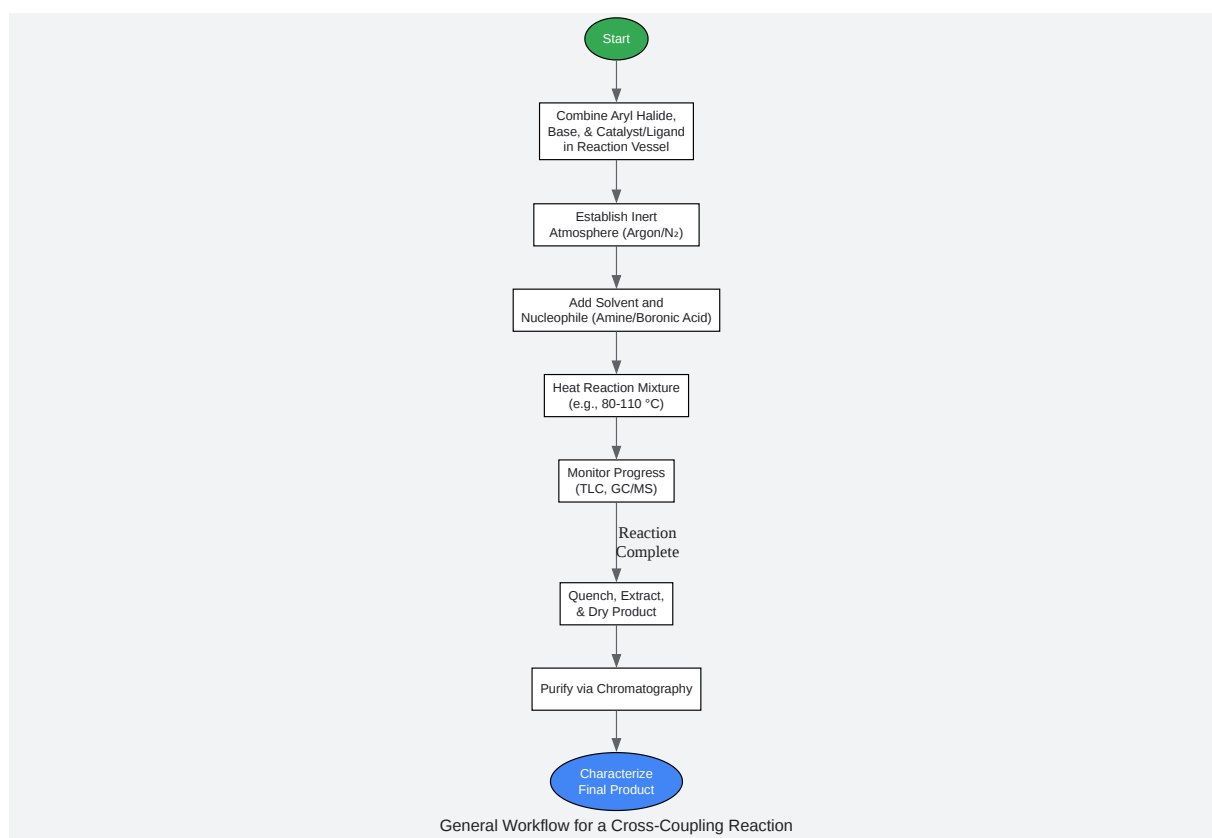 Start
Combine Aryl Halide,
Base, & Catalyst/Ligand
in Reaction Vessel
Establish Inert
Atmosphere (Argon/N₂)
Add Solvent and
Nucleophile (Amine/Boronic Acid)
Heat Reaction Mixture
(e.g., 80-110 °C)
Monitor Progress
(TLC, GC/MS)
Reaction
Complete
Quench, Extract,
& Dry Product
Purify via Chromatography
Characterize
Final Product
General Workflow for a Cross-Coupling Reaction